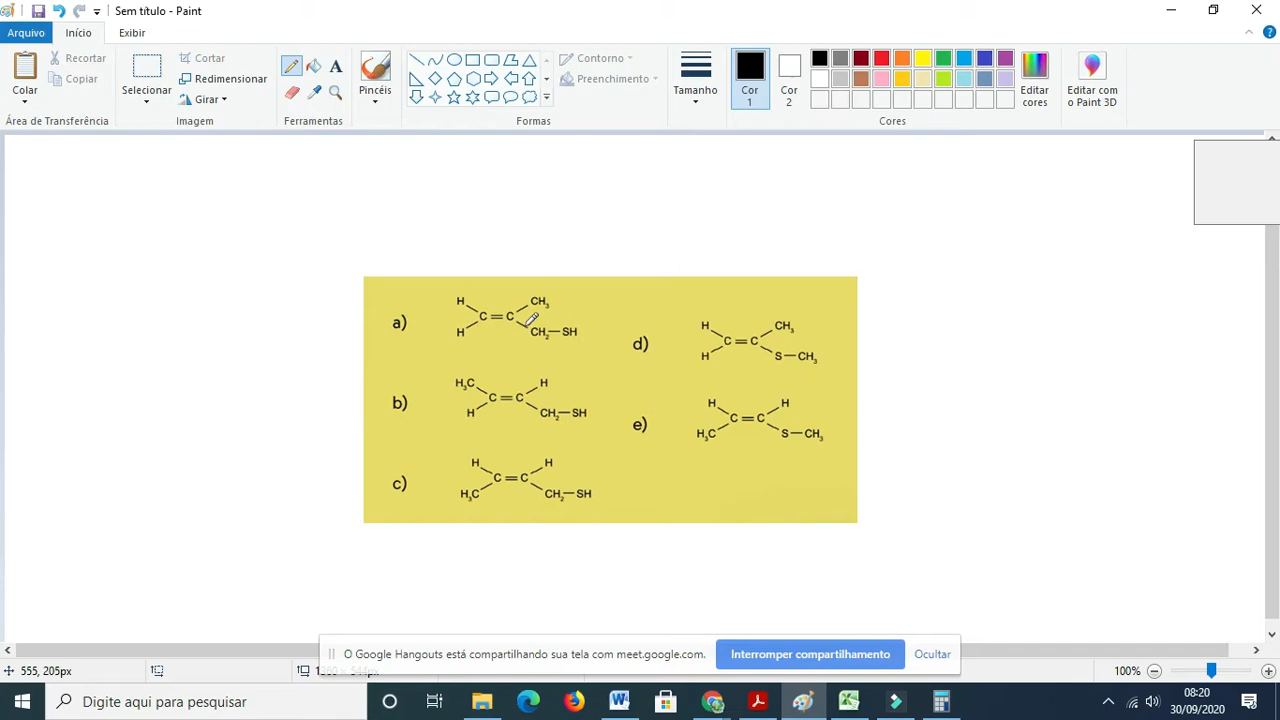 Sem título - Paint
Arquivo Início Exibir
Colar
Recortar
Copiar
Área de Transferência
Selecionar
Cortar
Redimensionar
Girar
Imagem
A
Ferramentas
Pincéis
Contorno
Preenchimento
Formas
Tamanho
Cor
1
Cor
2
Cores
Editar
cores
Editar com
o Paint 3D
a)
H CH3
C=C
H CH2—SH
b)
H3C H
C=C
H CH2—SH
c)
H H
C=C
H3C CH2—SH
d)
H CH3
C=C
H S—CH3
e)
H H
C=C
H3C S—CH3
O Google Hangouts está compartilhando sua tela com meet.google.com. Interromper compartilhamento Ocultar
555, 205px
1360 × 544px
100%
Digite aqui para pesquisar
08:20
30/09/2020